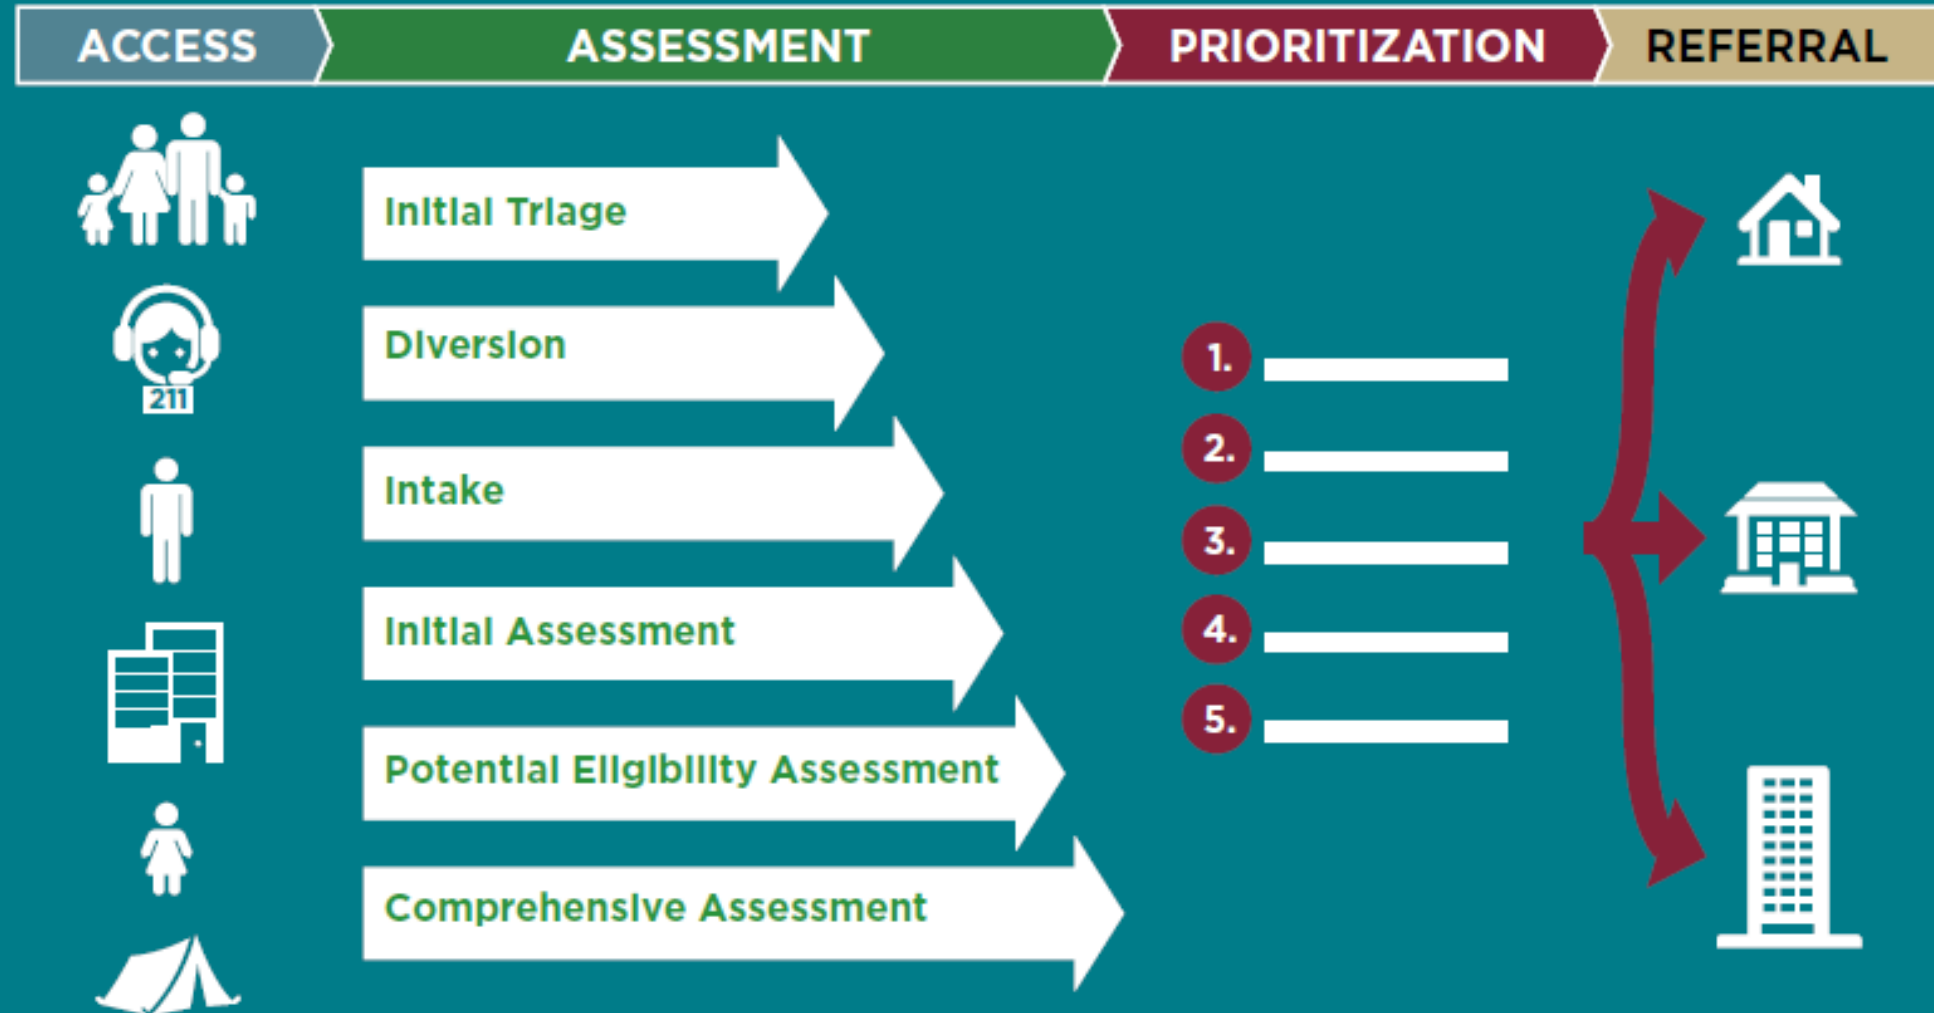 ACCESS
ASSESSMENT
PRIORITIZATION
REFERRAL
Initial Triage
Diversion
Intake
Initial Assessment
Potential Eligibility Assessment
Comprehensive Assessment
211
1.
2.
3.
4.
5.